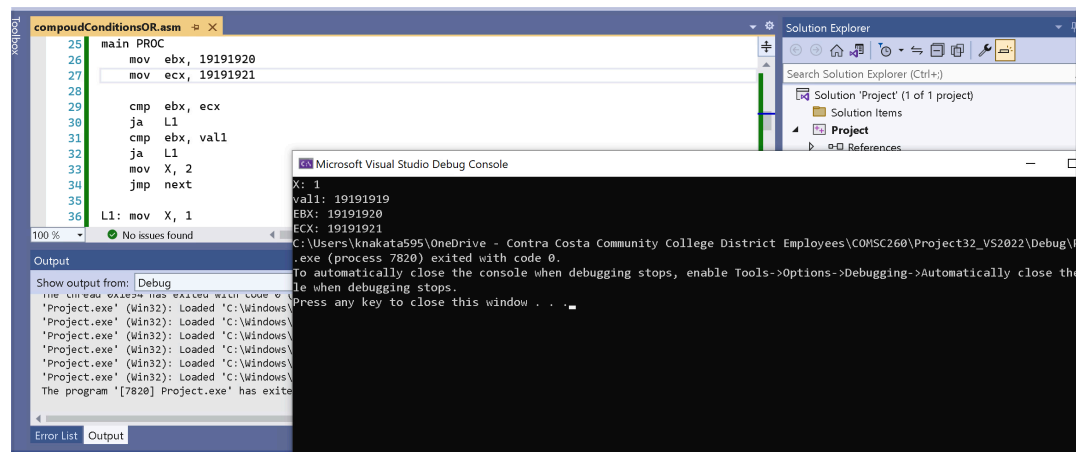 Toolbox
compoudConditionsOR.asm
25 main PROC
26 mov ebx, 19191920
27 mov ecx, 19191921
28
29 cmp ebx, ecx
30 ja L1
31 cmp ebx, val1
32 ja L1
33 mov X, 2
34 jmp next
35
36 L1: mov X, 1
100 % No issues found
Output
Show output from: Debug
The thread 0x1e94 has exited with code 0 (
'Project.exe' (Win32): Loaded 'C:\Windows\
'Project.exe' (Win32): Loaded 'C:\Windows\
'Project.exe' (Win32): Loaded 'C:\Windows\
'Project.exe' (Win32): Loaded 'C:\Windows\
'Project.exe' (Win32): Loaded 'C:\Windows\
'Project.exe' (Win32): Loaded 'C:\Windows\
The program '[7820] Project.exe' has exite
Error List Output
Solution Explorer
Search Solution Explorer (Ctrl+;)
Solution 'Project' (1 of 1 project)
Solution Items
Project
References
Microsoft Visual Studio Debug Console
X: 1
val1: 19191919
EBX: 19191920
ECX: 19191921
C:\Users\knakata595\OneDrive - Contra Costa Community College District Employees\COMSC260\Project32_VS2022\Debug\
.exe (process 7820) exited with code 0.
To automatically close the console when debugging stops, enable Tools->Options->Debugging->Automatically close the
le when debugging stops.
Press any key to close this window . . .